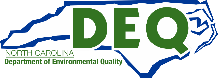 DEQ
NORTH CAROLINA
Department of Environmental Quality